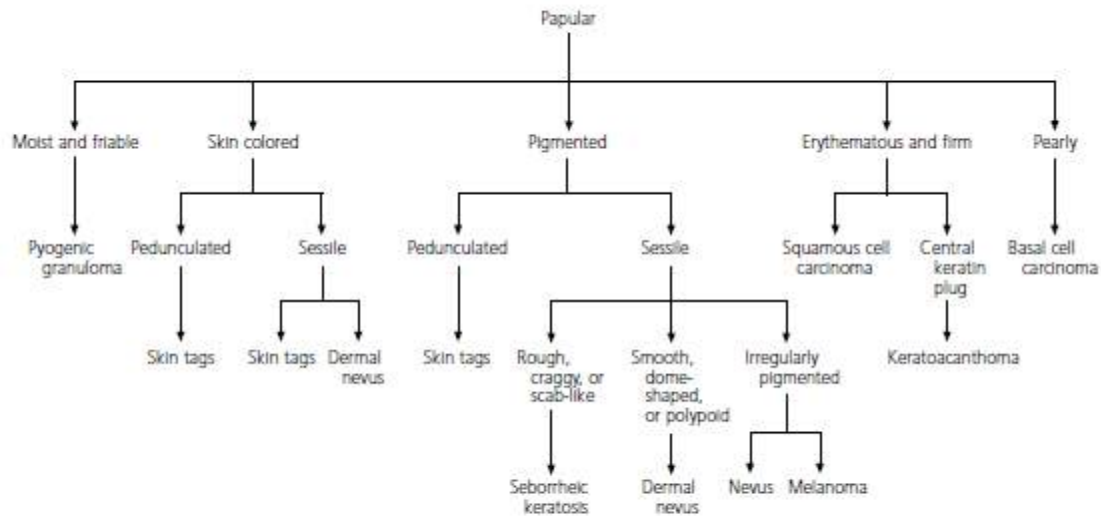 Papular
Moist and friable
Skin colored
Pigmented
Erythematous and firm
Pearly
Pyogenic
granuloma
Pedunculated
Sessile
Pedunculated
Sessile
Squamous cell
carcinoma
Central
keratin
plug
Basal cell
carcinoma
Skin tags
Skin tags
Dermal
nevus
Skin tags
Rough,
craggy, or
scab-like
Smooth,
dome-
shaped,
or polypoid
Irregularly
pigmented
Keratoacanthoma
Seborrheic
keratosis
Dermal
nevus
Nevus
Melanoma